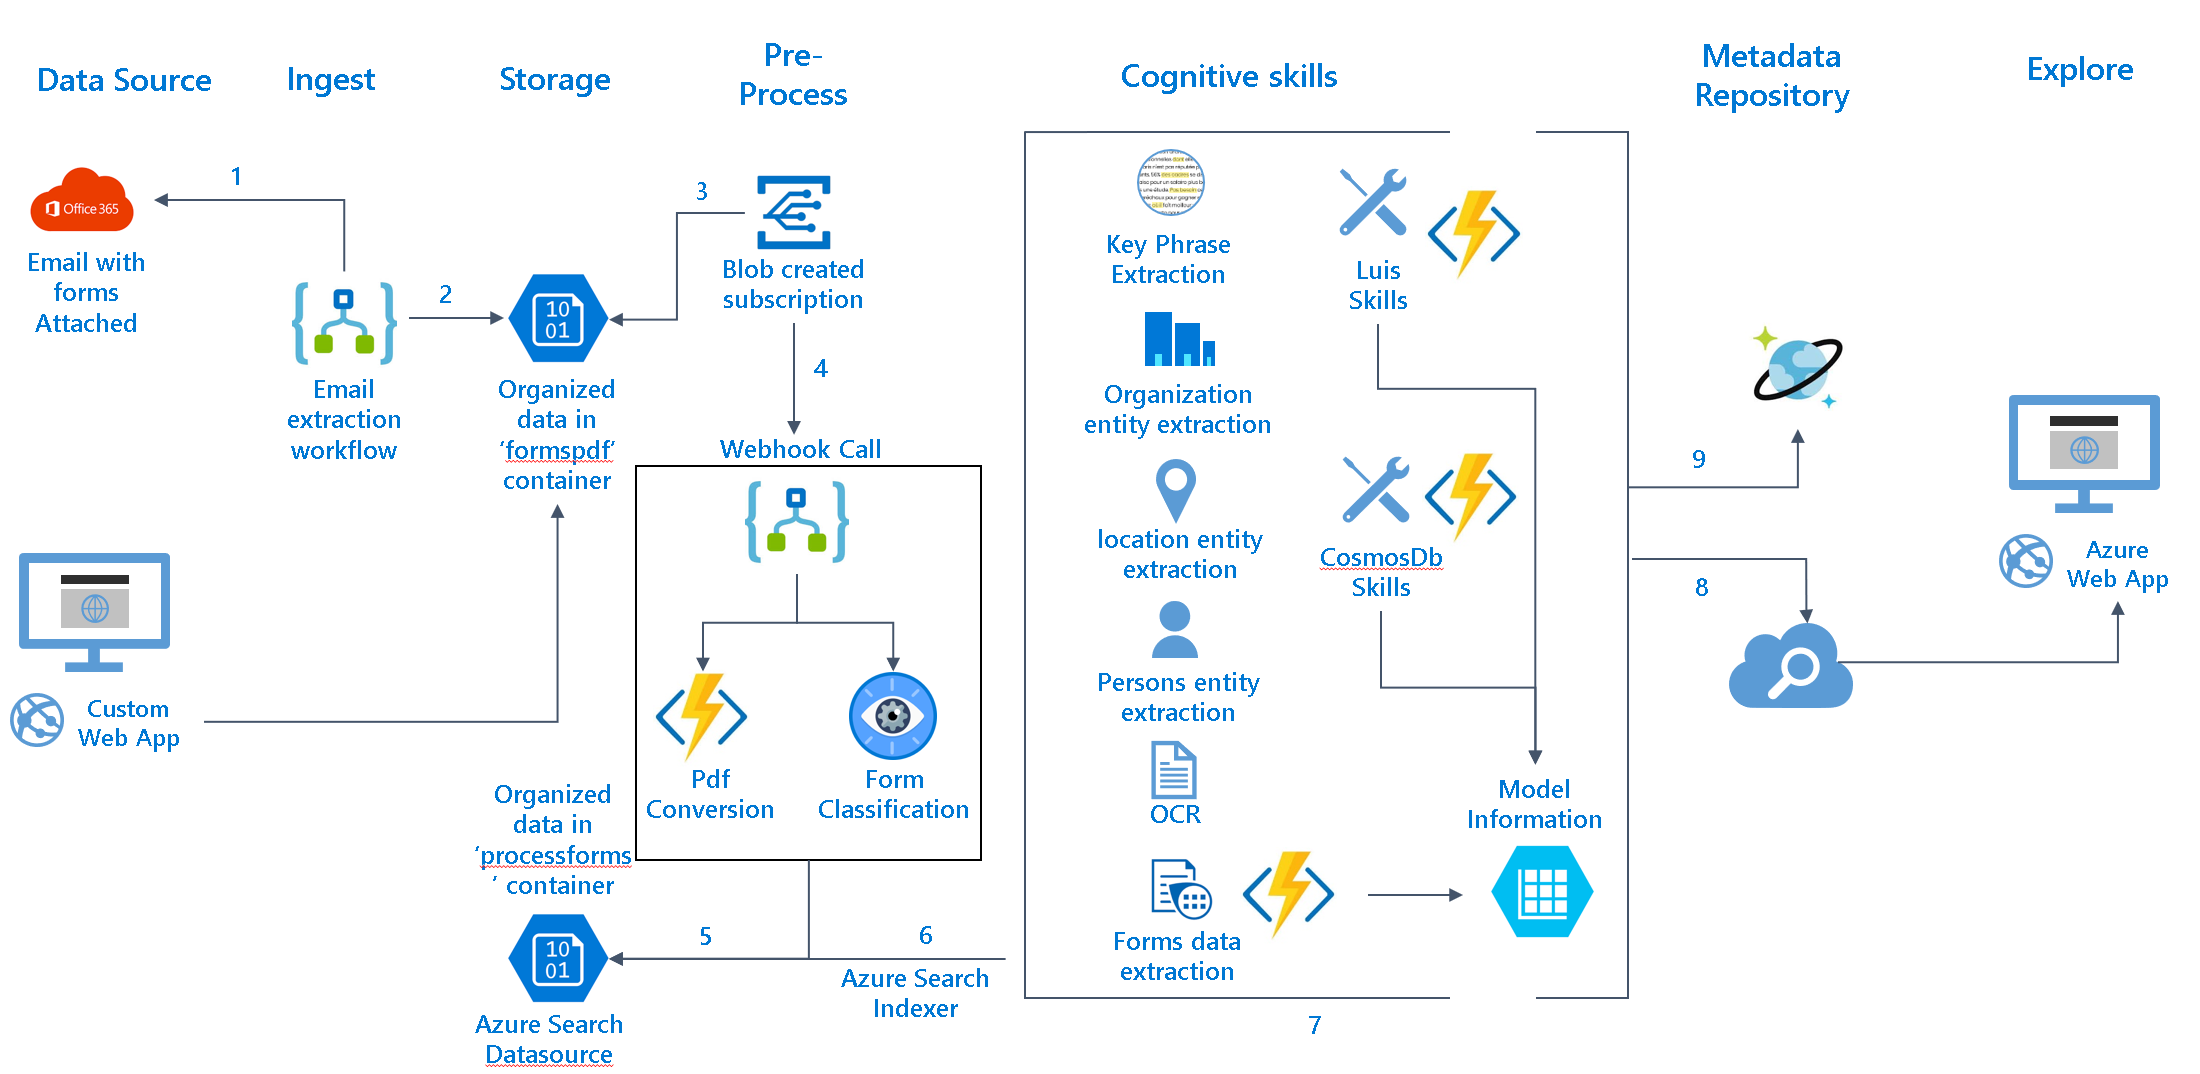 Data Source
Ingest
Storage
Pre-
Process
Cognitive skills
Metadata
Repository
Explore
1
Office 365
Email with
forms
Attached
2
Email
extraction
workflow
10
01
Organized
data in
‘formspdf’
container
3
Blob created
subscription
4
Webhook Call
Pdf
Conversion
Form
Classification
Custom
Web App
Organized
data in
‘processforms
’ container
10
01
Azure Search
Datasource
5
6
Azure Search
Indexer
Key Phrase
Extraction
Organization
entity extraction
location entity
extraction
Persons entity
extraction
OCR
Forms data
extraction
Luis
Skills
CosmosDb
Skills
Model
Information
7
9
8
Azure
Web App